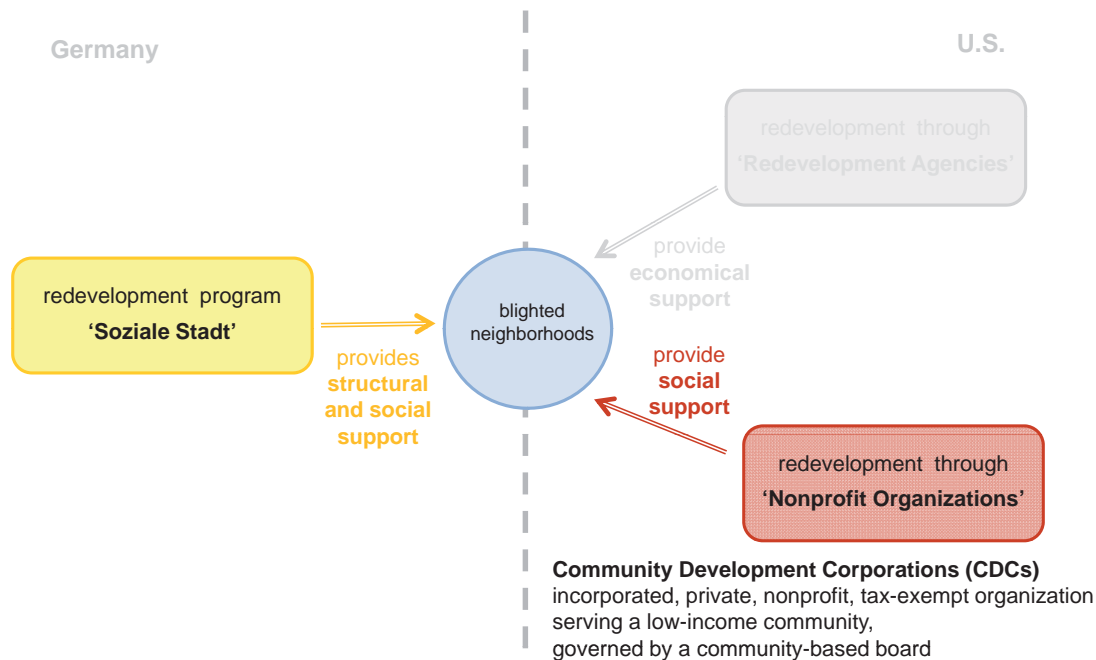 Germany
U.S.
redevelopment through
‘Redevelopment Agencies’
provide
economical
support
redevelopment program
‘Soziale Stadt’
provides
structural
and social
support
blighted
neighborhoods
provide
social
support
redevelopment through
‘Nonprofit Organizations’
Community Development Corporations (CDCs)
incorporated, private, nonprofit, tax-exempt organization
serving a low-income community,
governed by a community-based board